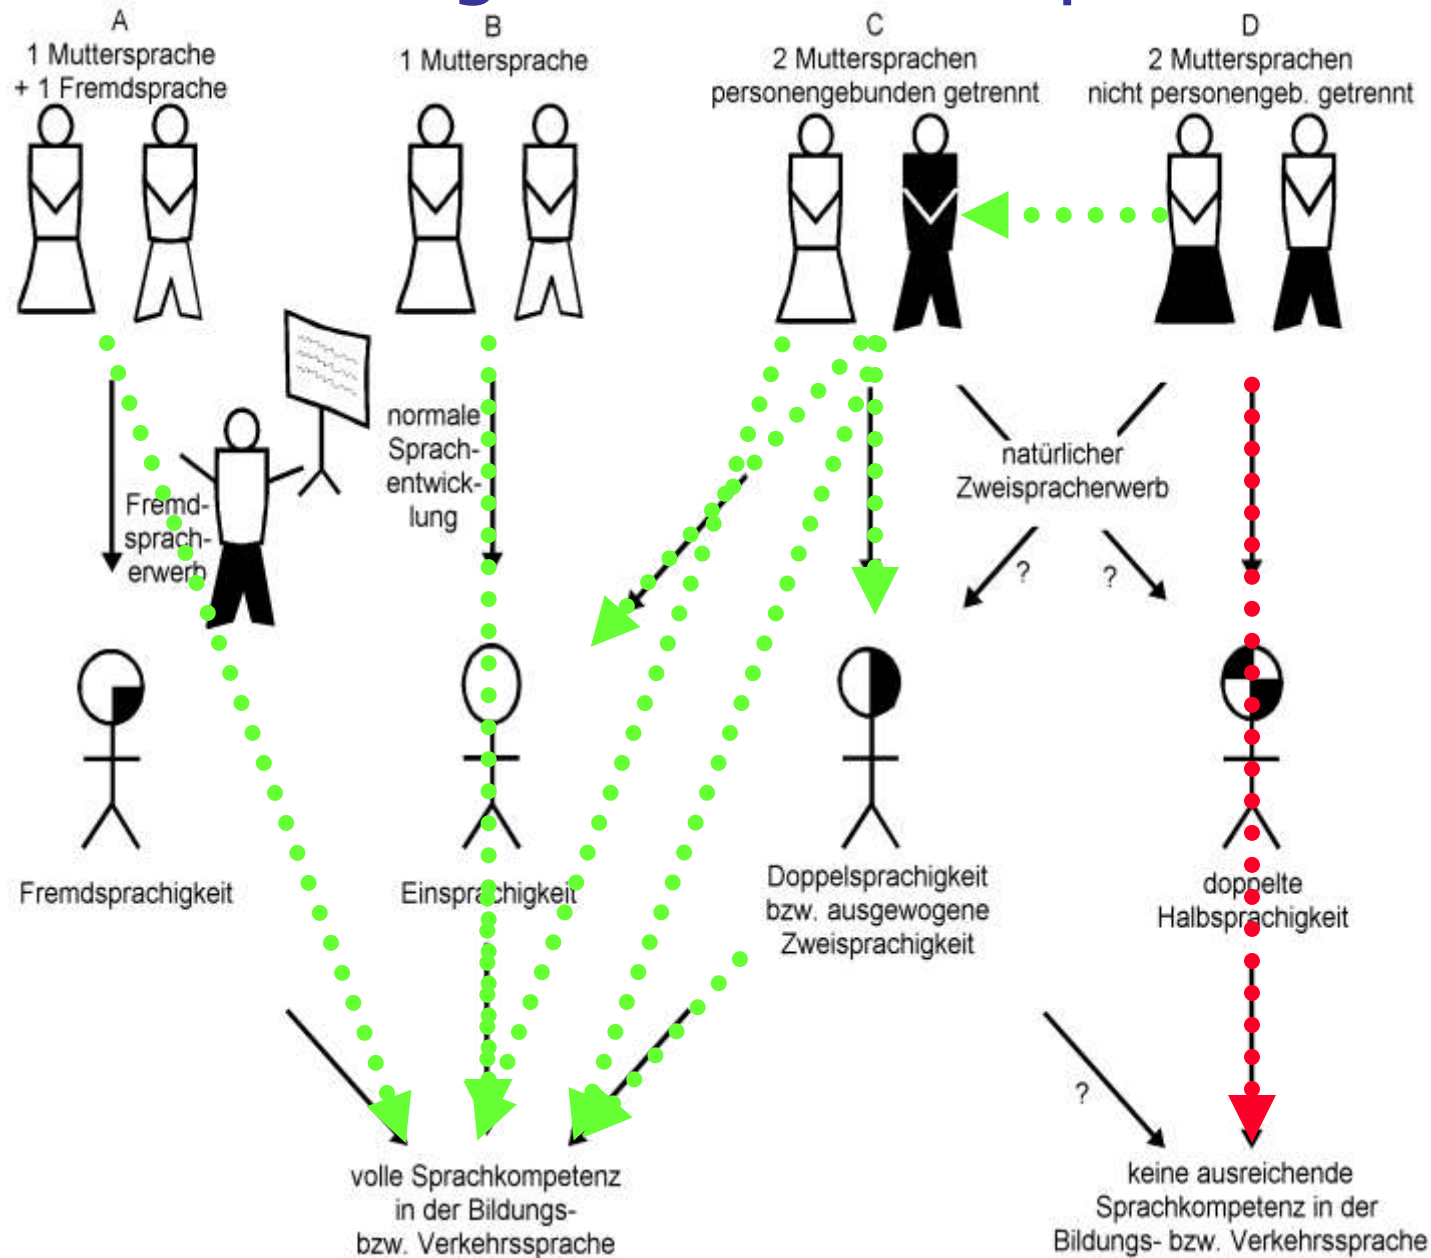 A
1 Muttersprache
+ 1 Fremdsprache
B
1 Muttersprache
C
2 Muttersprachen
personengebunden getrennt
D
2 Muttersprachen
nicht personengeb. getrennt
Fremd-
sprach-
erwerb
normale
Sprach-
entwick-
lung
natürlicher
Zweispracherwerb
?
?
Fremdsprachigkeit
Einsprachigkeit
Doppelsprachigkeit
bzw. ausgewogene
Zweisprachigkeit
doppelte
Halbsprachigkeit
?
volle Sprachkompetenz
in der Bildungs-
bzw. Verkehrssprache
keine ausreichende
Sprachkompetenz in der
Bildungs- bzw. Verkehrssprache